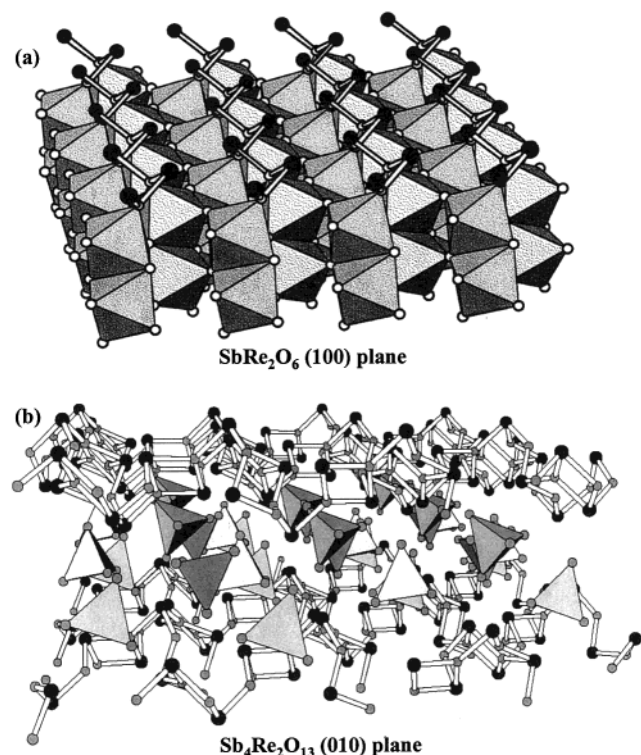 (a)
SbRe₂O₆ (100) plane
(b)
Sb₄Re₂O₁₃ (010) plane